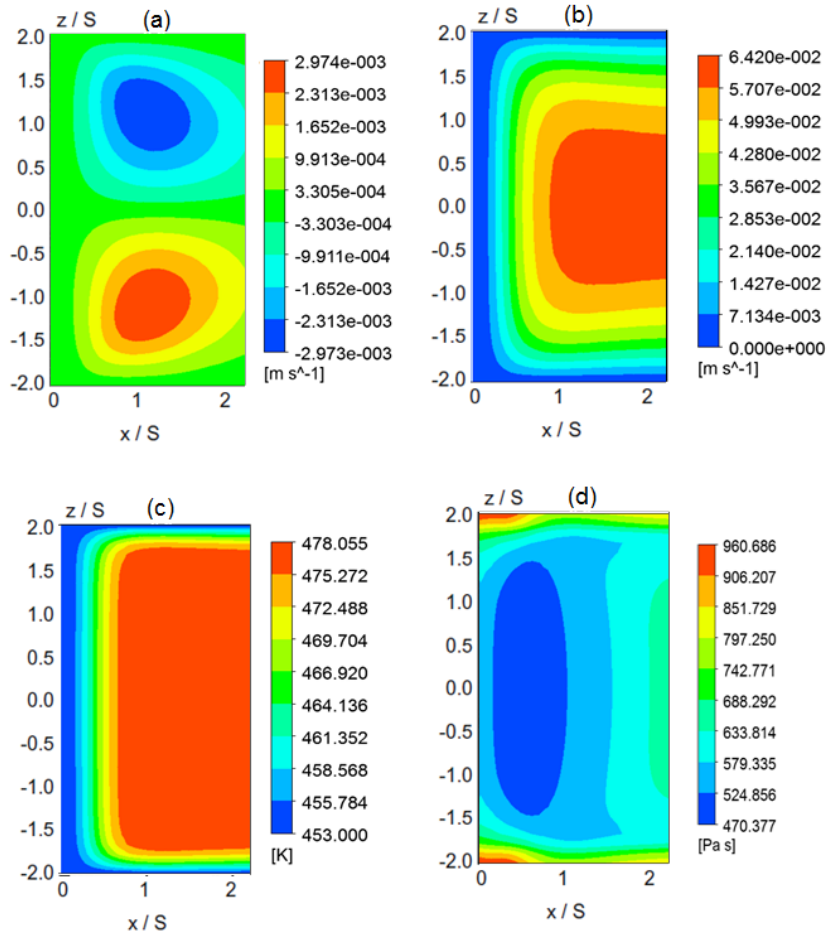 (a)
z / S
2.0
1.5
1.0
0.5
0.0
-0.5
-1.0
-1.5
-2.0
0 1 2
x / S
2.974e-003
2.313e-003
1.652e-003
9.913e-004
3.305e-004
-3.303e-004
-9.911e-004
-1.652e-003
-2.313e-003
-2.973e-003
[m s^-1]
(b)
z / S
2.0
1.5
1.0
0.5
0.0
-0.5
-1.0
-1.5
-2.0
0 1 2
x / S
6.420e-002
5.707e-002
4.993e-002
4.280e-002
3.567e-002
2.853e-002
2.140e-002
1.427e-002
7.134e-003
0.000e+000
[m s^-1]
(c)
z / S
2.0
1.5
1.0
0.5
0.0
-0.5
-1.0
-1.5
-2.0
0 1 2
x / S
478.055
475.272
472.488
469.704
466.920
464.136
461.352
458.568
455.784
453.000
[K]
(d)
z / S
2.0
1.5
1.0
0.5
0.0
-0.5
-1.0
-1.5
-2.0
0 1 2
x / S
960.686
906.207
851.729
797.250
742.771
688.292
633.814
579.335
524.856
470.377
[Pa s]